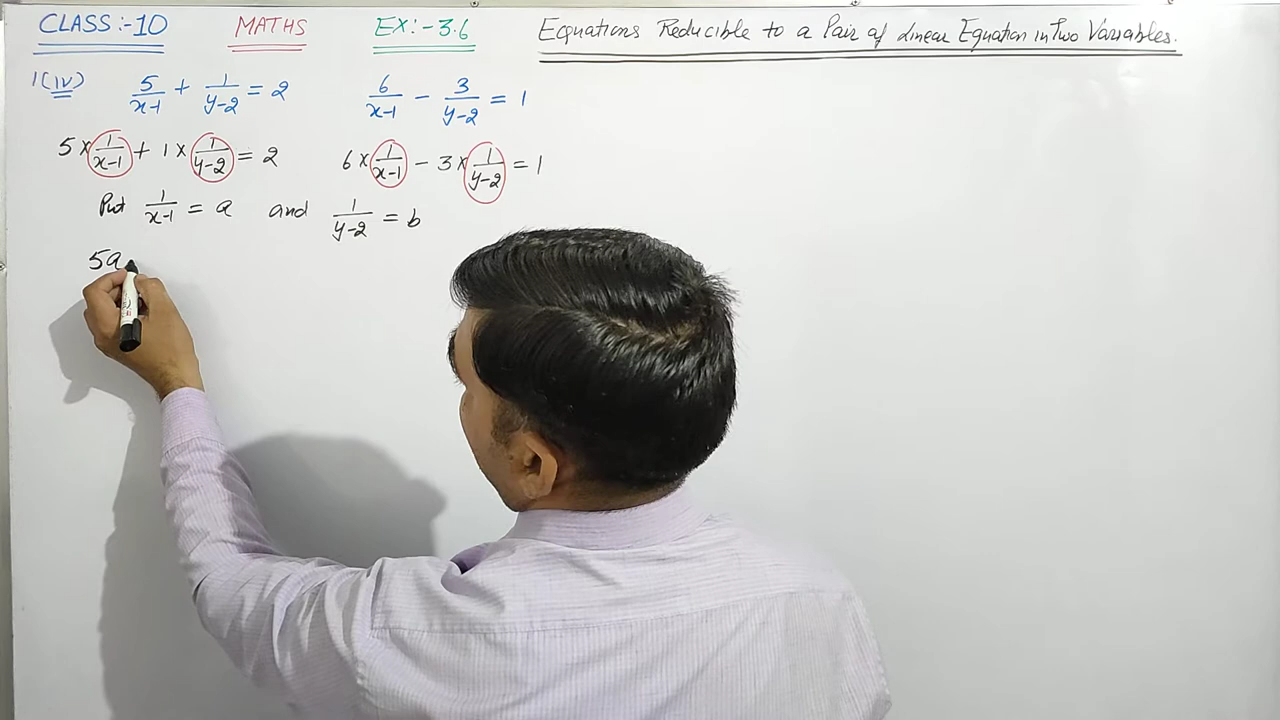 CLASS:-10 MATHS EX:-3.6 Equations Reducible to a Pair of Linear Equation in Two Variables.
1(iv) 5/(x-1) + 1/(y-2) = 2 6/(x-1) - 3/(y-2) = 1
5 × 1/(x-1) + 1 × 1/(y-2) = 2 6 × 1/(x-1) - 3 × 1/(y-2) = 1
Put 1/(x-1) = a and 1/(y-2) = b
5a